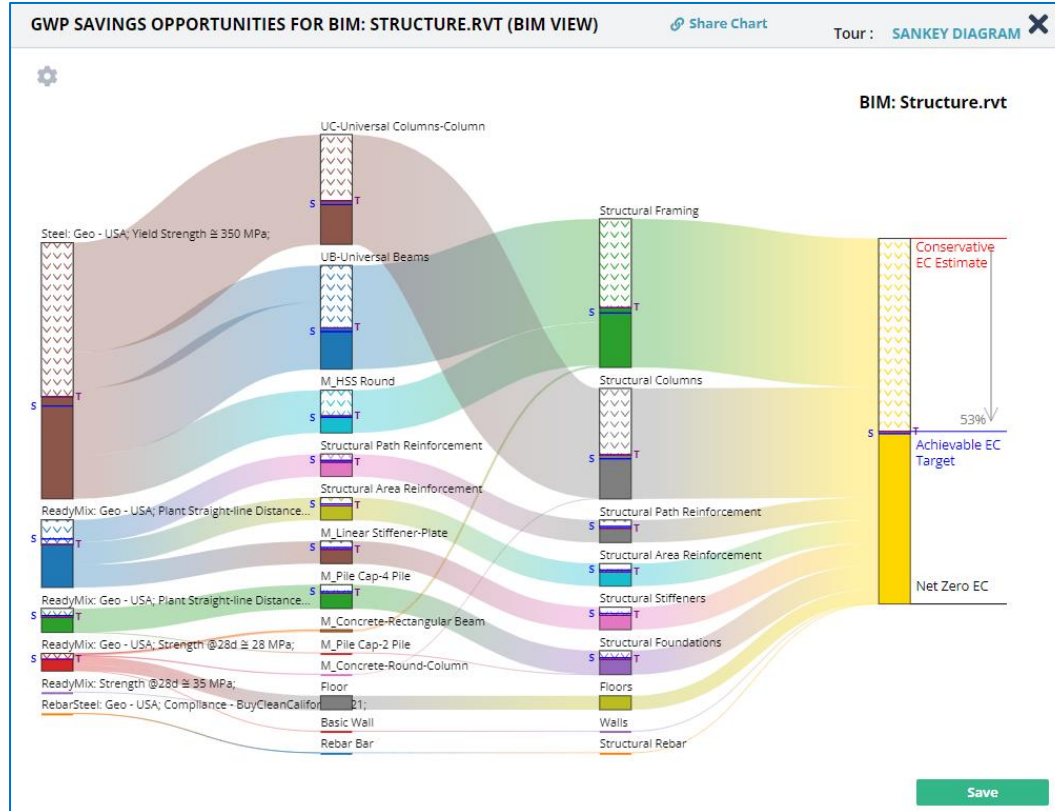 GWP SAVINGS OPPORTUNITIES FOR BIM: STRUCTURE.RVT (BIM VIEW)
Share Chart
Tour : SANKEY DIAGRAM
BIM: Structure.rvt
UC-Universal Columns-Column
S T
Structural Framing
Steel: Geo - USA; Yield Strength ≅ 350 MPa;
Conservative
EC Estimate
UB-Universal Beams
S T
S T
M_HSS Round
Structural Columns
S T
S T
53%
S T
Achievable EC
Target
Structural Path Reinforcement
S T
S T
Structural Area Reinforcement
S T
ReadyMix: Geo - USA; Plant Straight-line Distance...
Structural Path Reinforcement
S T
S T
M_Linear Stiffener-Plate
S T
Structural Area Reinforcement
S T
M_Pile Cap-4 Pile
S T
Net Zero EC
ReadyMix: Geo - USA; Plant Straight-line Distance...
Structural Stiffeners
S T
S T
M_Concrete-Rectangular Beam
ReadyMix: Geo - USA; Strength @28d ≅ 28 MPa;
M_Pile Cap-2 Pile
Structural Foundations
S T
S T
M_Concrete-Round-Column
ReadyMix: Strength @28d ≅ 35 MPa;
Floor
Floors
RebarSteel: Geo - USA; Compliance - BuyCleanCalifor 21;
Basic Wall
Walls
Rebar Bar
Structural Rebar
Save